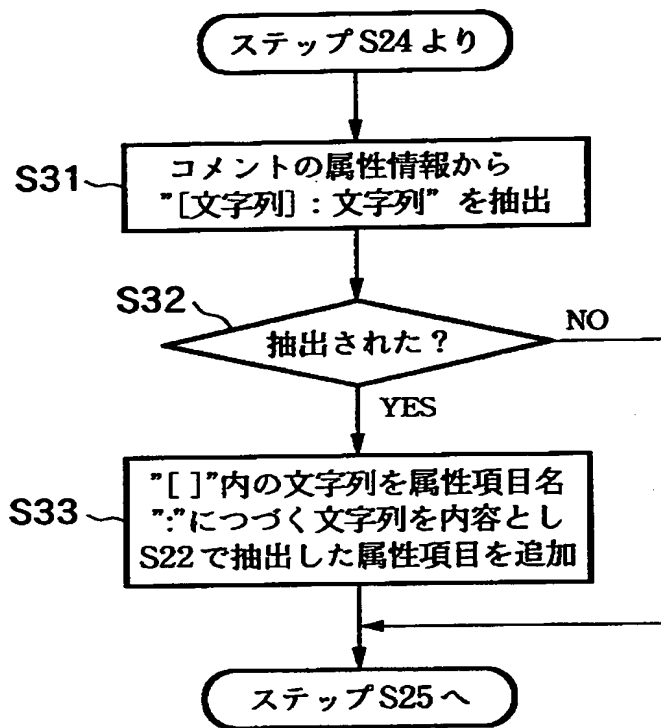 ステップS24より
S31
コメントの属性情報から
”[文字列]：文字列”を抽出
S32
抽出された？
NO
YES
S33
”[ ]”内の文字列を属性項目名
”:”につづく文字列を内容とし
S22で抽出した属性項目を追加
ステップS25へ